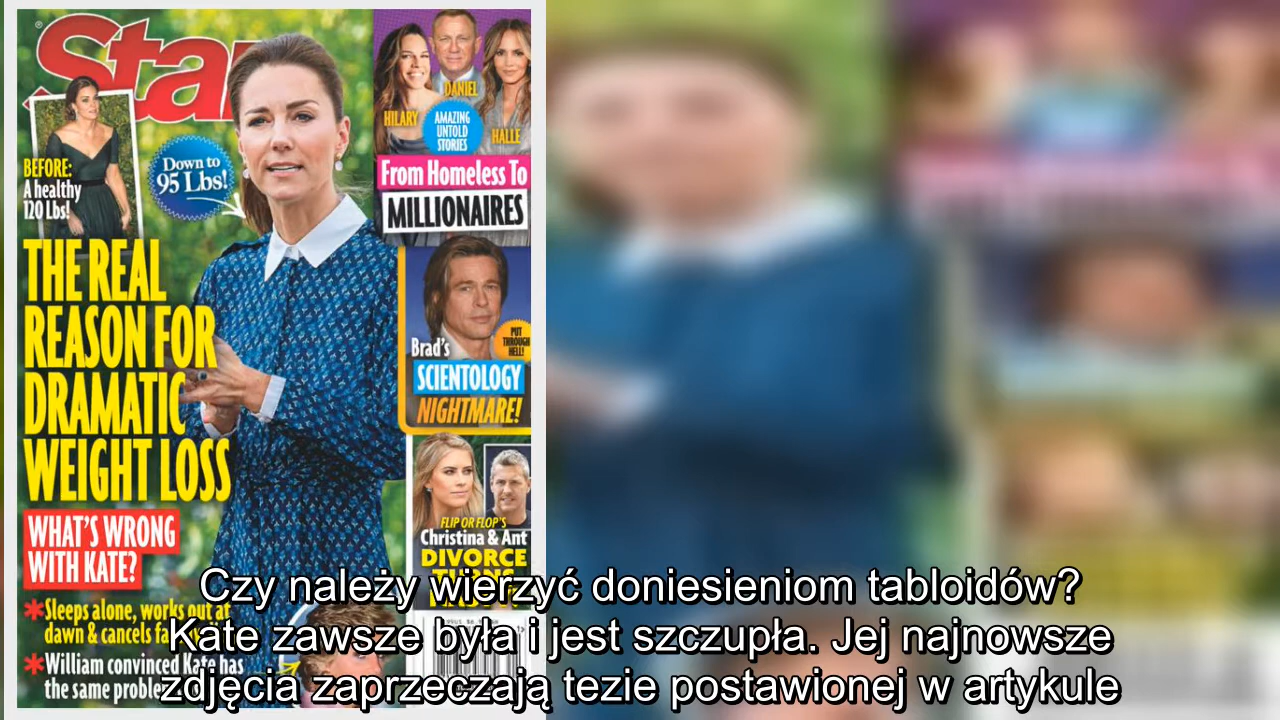 Star
BEFORE:
A healthy
120 Lbs!
Down to
95 Lbs!
THE REAL
REASON FOR
DRAMATIC
WEIGHT LOSS
WHAT'S WRONG
WITH KATE?
*Sleeps alone, works out at
dawn & cancels
*William convinced Kate has
the same
HILARY
DANIEL
HALLE
AMAZING
UNTOLD
STORIES
From Homeless To
MILLIONAIRES
Brad's
PUT
THROUGH
HELL!
SCIENTOLOGY
NIGHTMARE!
FLIP OR FLOP'S
Christina & Ant
DIVORCE
TURNS
Czy należy wierzyć doniesieniom tabloidów?
Kate zawsze była i jest szczupła. Jej najnowsze
zdjęcia zaprzeczają tezie postawionej w artykule